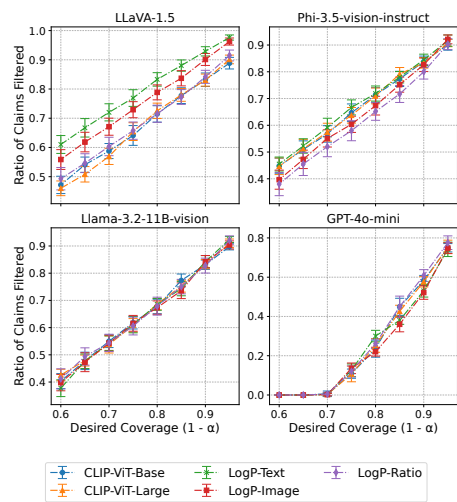 LLaVA-1.5
Phi-3.5-vision-instruct
Ratio of Claims Filtered
1.0
0.9
0.8
0.7
0.6
0.5
0.9
0.8
0.7
0.6
0.5
0.4
Llama-3.2-11B-vision
GPT-4o-mini
Ratio of Claims Filtered
0.9
0.8
0.7
0.6
0.5
0.4
0.8
0.6
0.4
0.2
0.0
0.6 0.7 0.8 0.9
0.6 0.7 0.8 0.9
Desired Coverage (1 - α)
Desired Coverage (1 - α)
CLIP-ViT-Base
LogP-Text
LogP-Ratio
CLIP-ViT-Large
LogP-Image